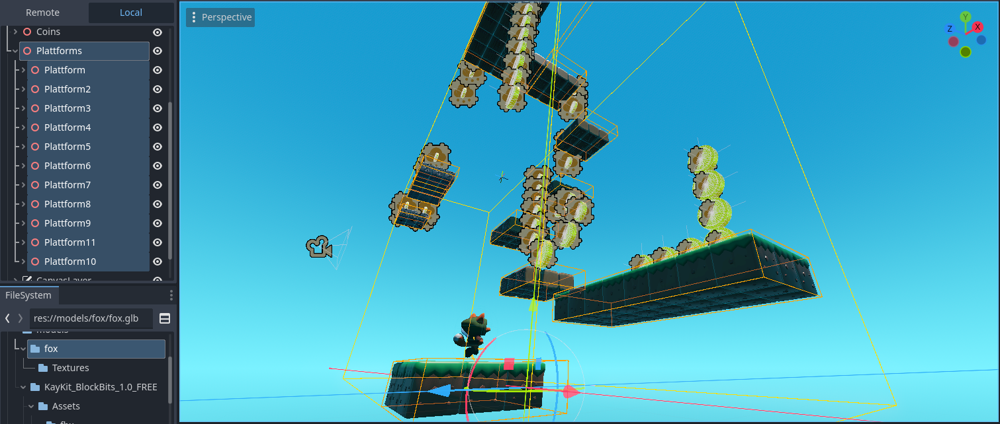 Remote
Local
Coins
Plattforms
Plattform
Plattform2
Plattform3
Plattform4
Plattform5
Plattform6
Plattform7
Plattform8
Plattform9
Plattform11
Plattform10
CanvasLayer
FileSystem
res://models/fox/fox.glb
models
fox
Textures
KayKit_BlockBits_1.0_FREE
Assets
fbx
Perspective
Y
Z
X